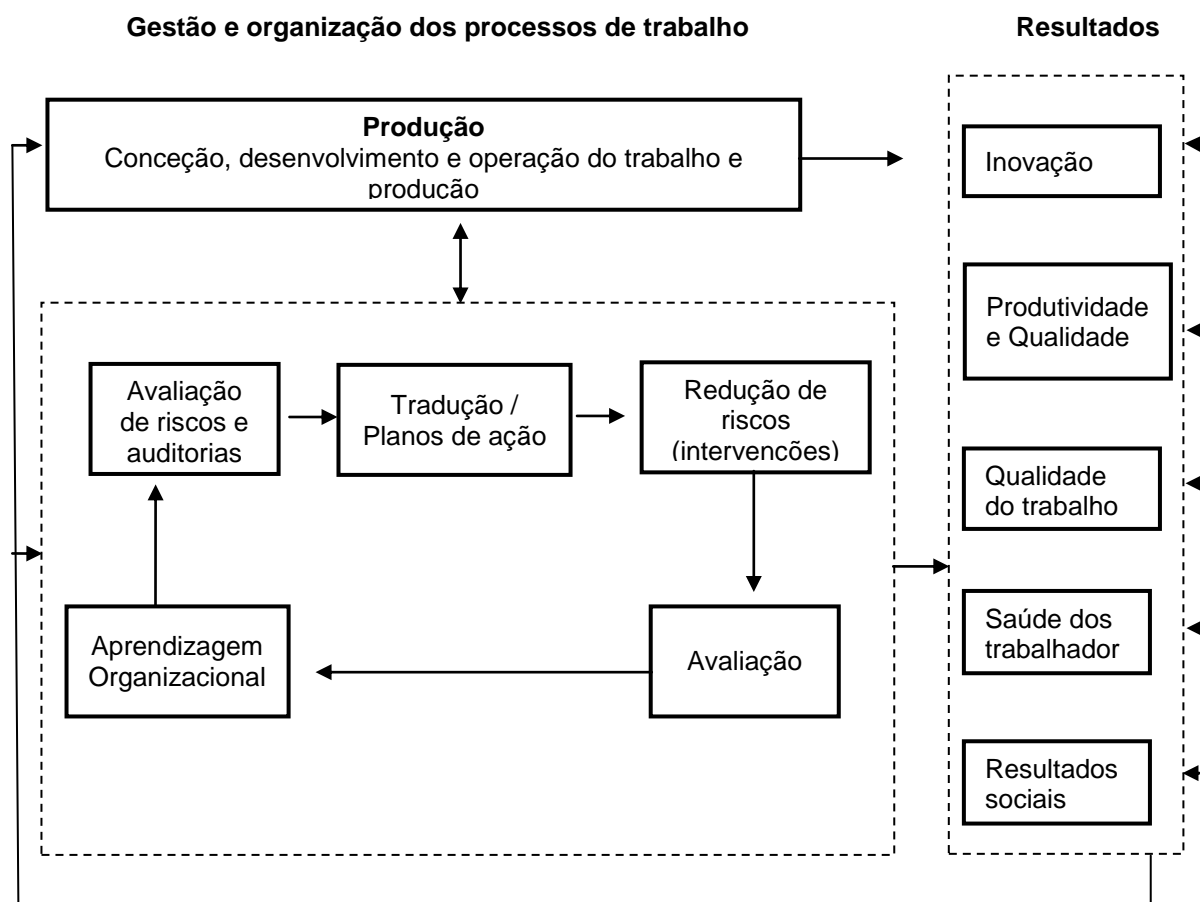 Gestão e organização dos processos de trabalho
Resultados
Produção
Conceção, desenvolvimento e operação do trabalho e
produção
Avaliação
de riscos e
auditorias
Tradução /
Planos de ação
Redução de
riscos
(intervenções)
Avaliação
Aprendizagem
Organizacional
Inovação
Produtividade
e Qualidade
Qualidade
do trabalho
Saúde dos
trabalhador
Resultados
sociais